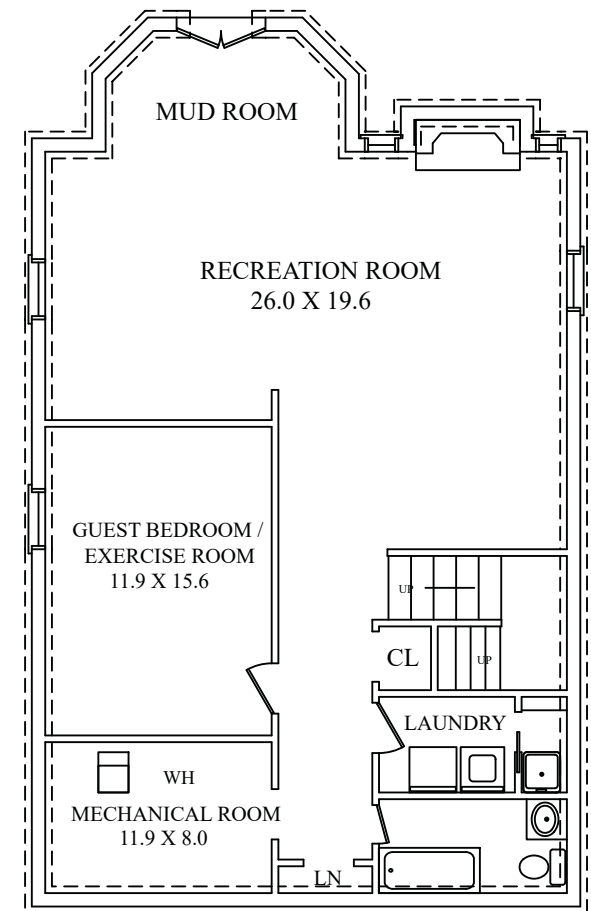 MUD ROOM
RECREATION ROOM
26.0 X 19.6
GUEST BEDROOM /
EXERCISE ROOM
11.9 X 15.6
UP
CL
UP
LAUNDRY
WH
MECHANICAL ROOM
11.9 X 8.0
LN